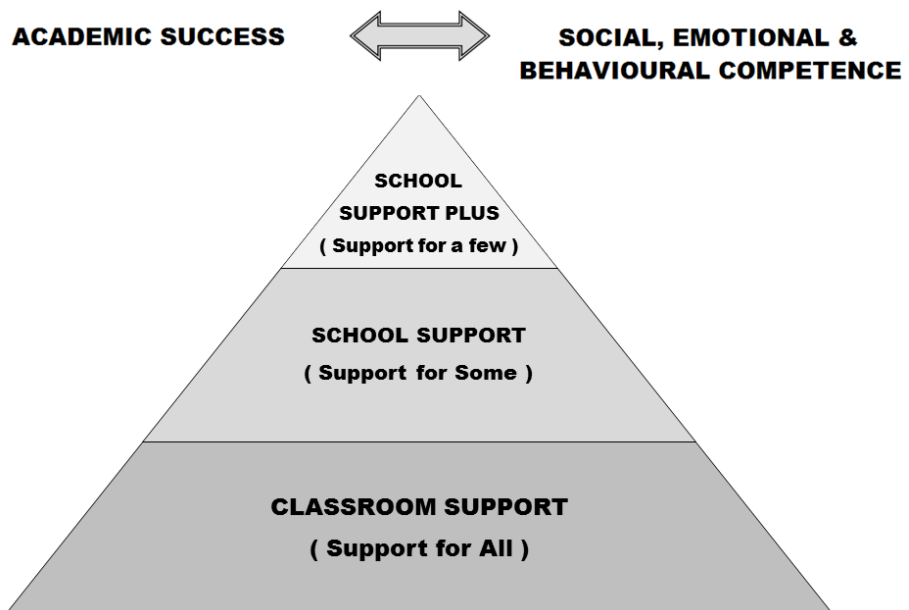 ACADEMIC SUCCESS
SOCIAL, EMOTIONAL &
BEHAVIOURAL COMPETENCE
SCHOOL
SUPPORT PLUS
( Support for a few )
SCHOOL SUPPORT
( Support for Some )
CLASSROOM SUPPORT
( Support for All )